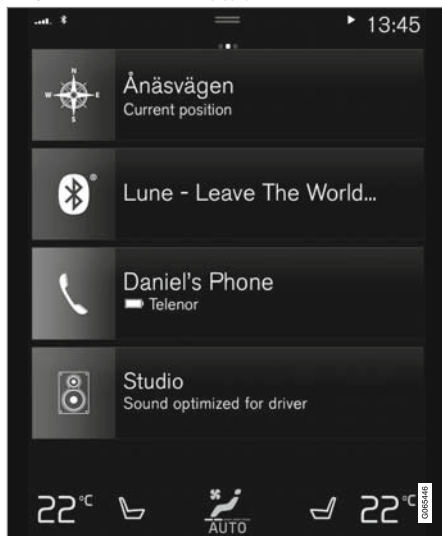 13:45
N
W E
S
Ånäsvägen
Current position
Lune - Leave The World...
Daniel's Phone
Telenor
Studio
Sound optimized for driver
22°C
AUTO
22°C
G065446